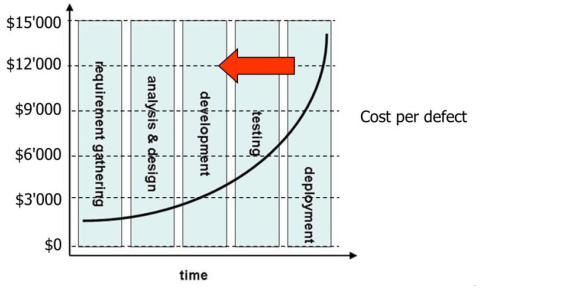 $15'000
$12'000
$9'000
$6'000
$3'000
$0
requirement gathering
analysis & design
development
testing
deployment
Cost per defect
time